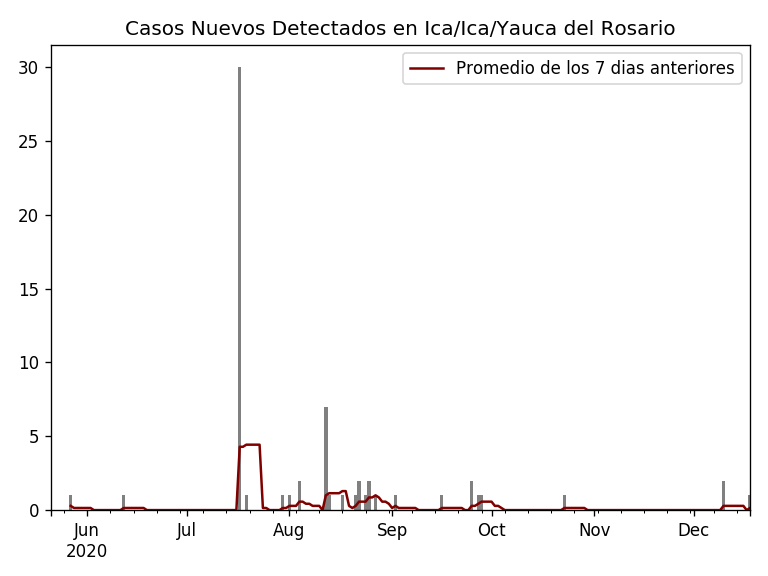 Casos Nuevos Detectados en Ica/Ica/Yauca del Rosario
Promedio de los 7 dias anteriores
30
25
20
15
10
5
0
Jun Jul Aug Sep Oct Nov Dec
2020